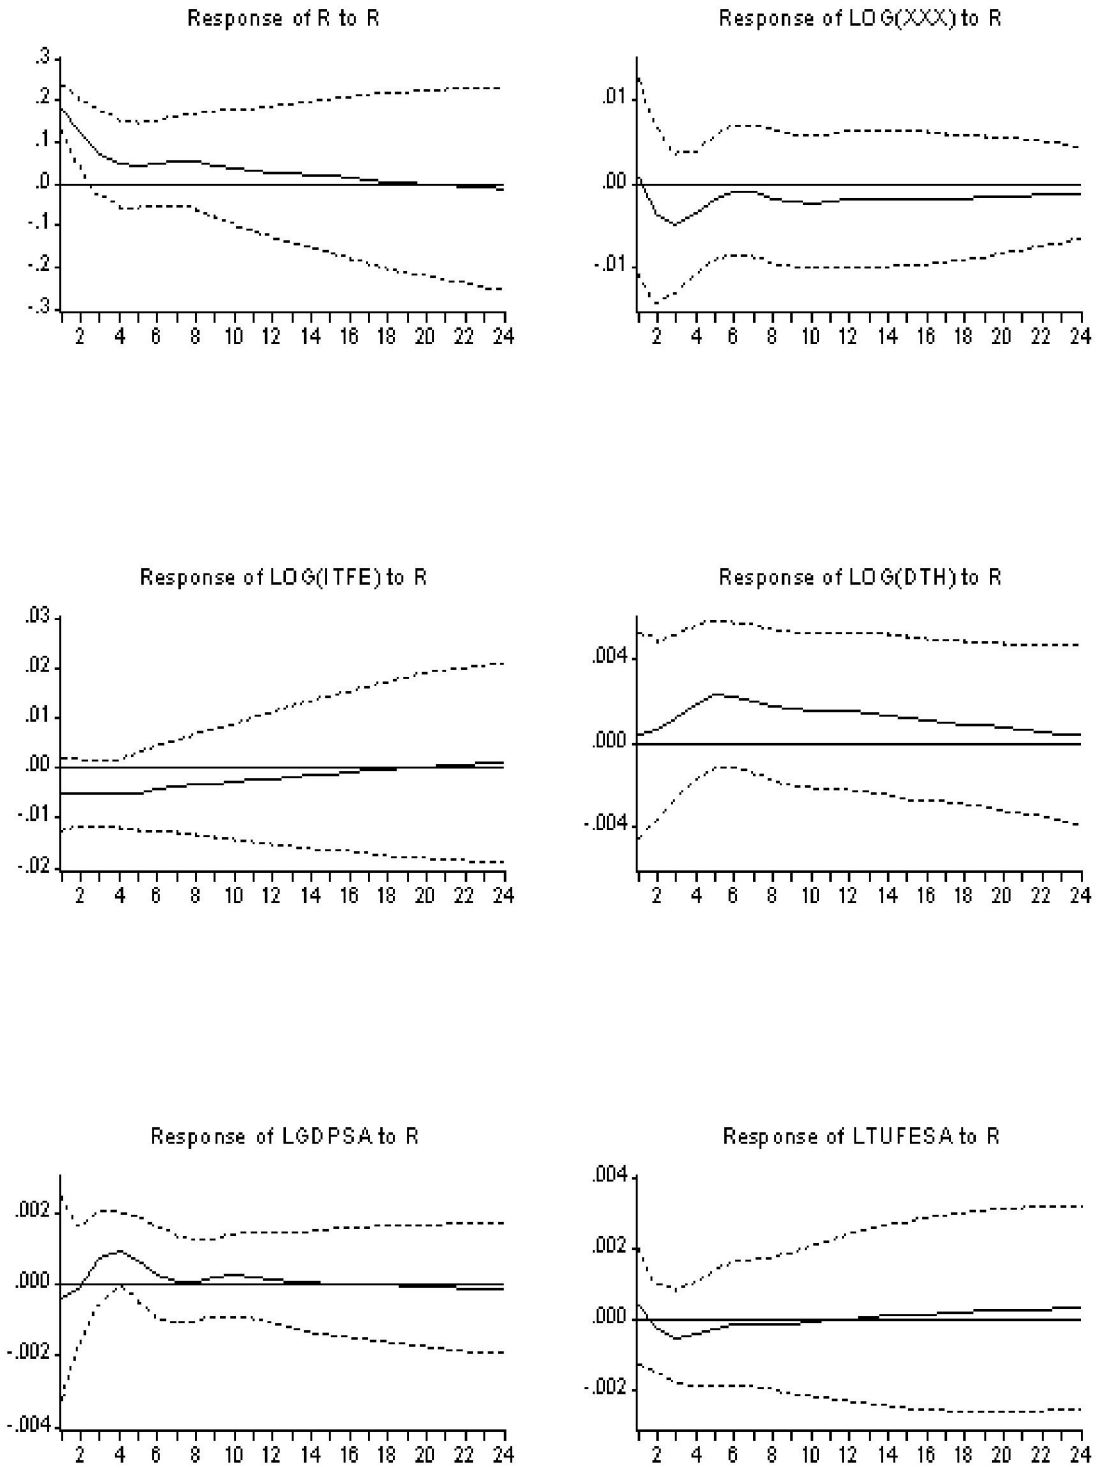 Response of R to R
.3
.2
.1
.0
-.1
-.2
-.3
2 4 6 8 10 12 14 16 18 20 22 24
Response of LOG(XXX) to R
.01
.00
-.01
2 4 6 8 10 12 14 16 18 20 22 24
Response of LOG(ITFE) to R
.03
.02
.01
.00
-.01
-.02
2 4 6 8 10 12 14 16 18 20 22 24
Response of LOG(DTH) to R
.004
.000
-.004
2 4 6 8 10 12 14 16 18 20 22 24
Response of LGDPSA to R
.002
.000
-.002
-.004
2 4 6 8 10 12 14 16 18 20 22 24
Response of LTUFESA to R
.004
.002
.000
-.002
2 4 6 8 10 12 14 16 18 20 22 24